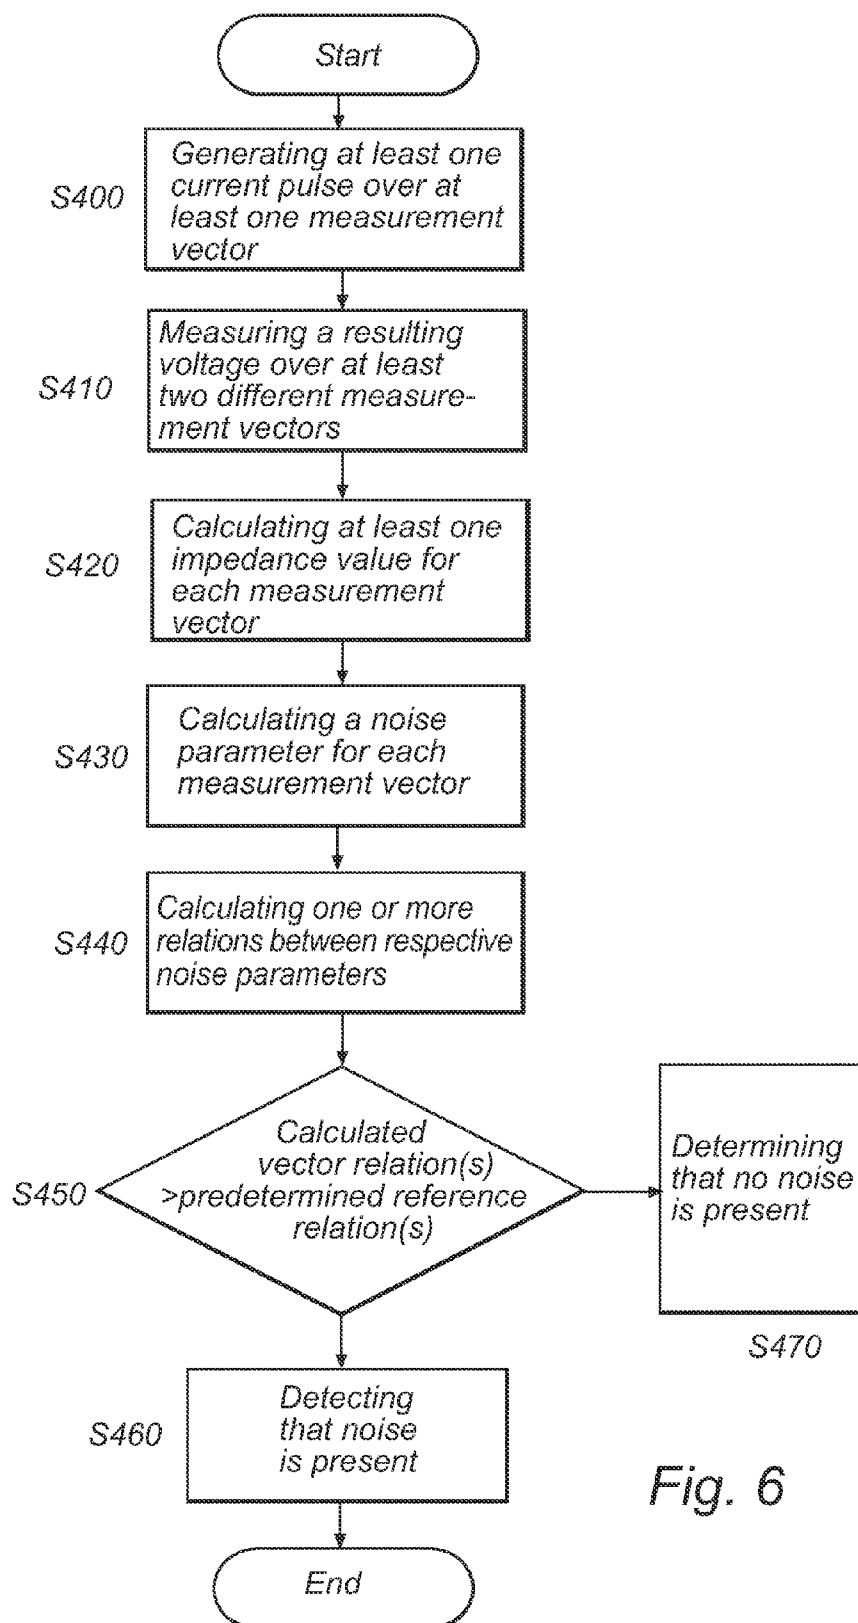 Start
S400
Generating at least one
current pulse over at
least one measurement
vector
S410
Measuring a resulting
voltage over at least
two different measure-
ment vectors
S420
Calculating at least one
impedance value for
each measurement
vector
S430
Calculating a noise
parameter for each
measurement vector
S440
Calculating one or more
relations between respective
noise parameters
S450
Calculated
vector relation(s)
>predetermined reference
relation(s)
Determining
that no noise
is present
S470
S460
Detecting
that noise
is present
End
Fig. 6